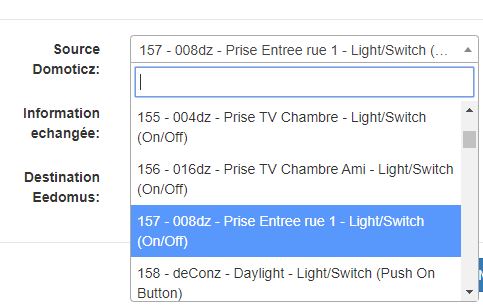 Source
Domoticz:
157 - 008dz - Prise Entree rue 1 - Light/Switch (…
Information
echangée:
155 - 004dz - Prise TV Chambre - Light/Switch
(On/Off)
156 - 016dz - Prise TV Chambre Ami - Light/Switch
(On/Off)
Destination
Eedomus:
157 - 008dz - Prise Entree rue 1 - Light/Switch
(On/Off)
158 - deConz - Daylight - Light/Switch (Push On
Button)